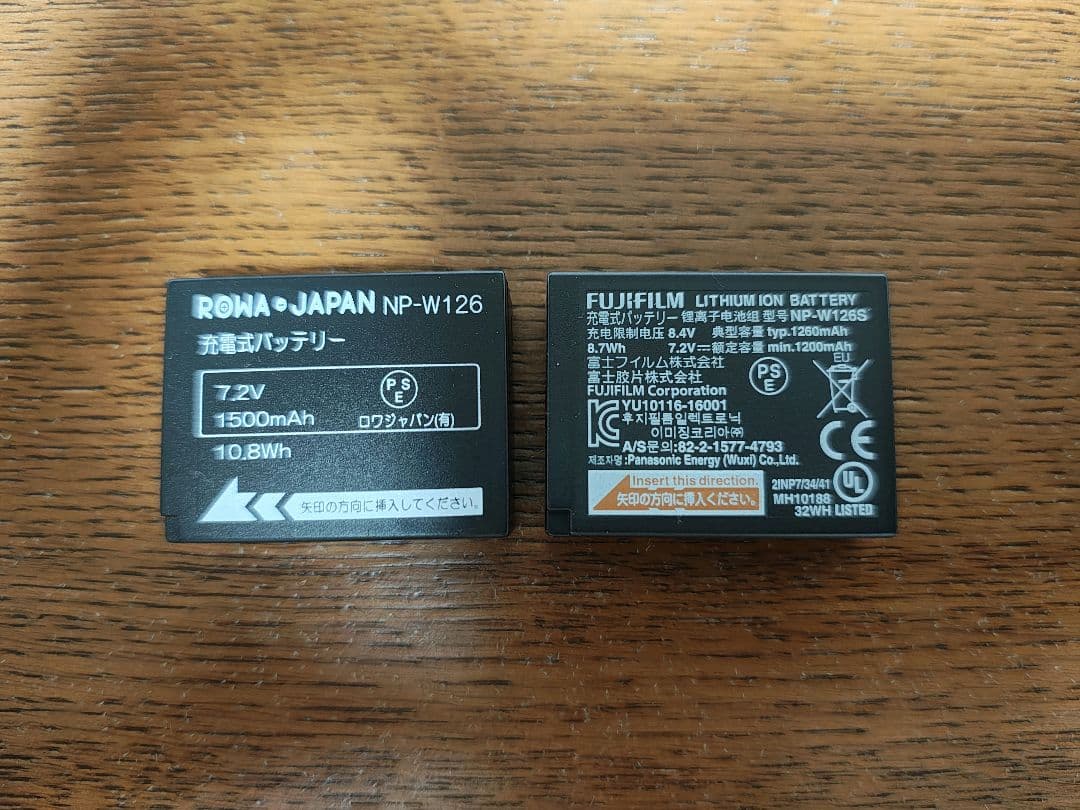 ROWA JAPAN NP-W126
充電式バッテリー
7.2V
PSE
1500mAh ロワジャパン(有)
10.8Wh
矢印の方向に挿入してください。
FUJIFILM LITHIUM ION BATTERY
充電式バッテリー 锂离子电池组 型号 NP-W126S
充电限制电压 8.4V 典型容量 typ.1260mAh
8.7Wh 7.2V⎓額定容量 min.1200mAh
富士フイルム株式会社
富士胶片株式会社
FUJIFILM Corporation
PSE
EU
YU10116-16001
후지필름일렉트로닉
이미징코리아㈜
A/S문의:82-2-1577-4793
제조자명:Panasonic Energy (Wuxi) Co.,Ltd.
CE
Insert this direction.
矢印の方向に挿入ください。
2INP7/34/41
MH10188
32WH LISTED
UL